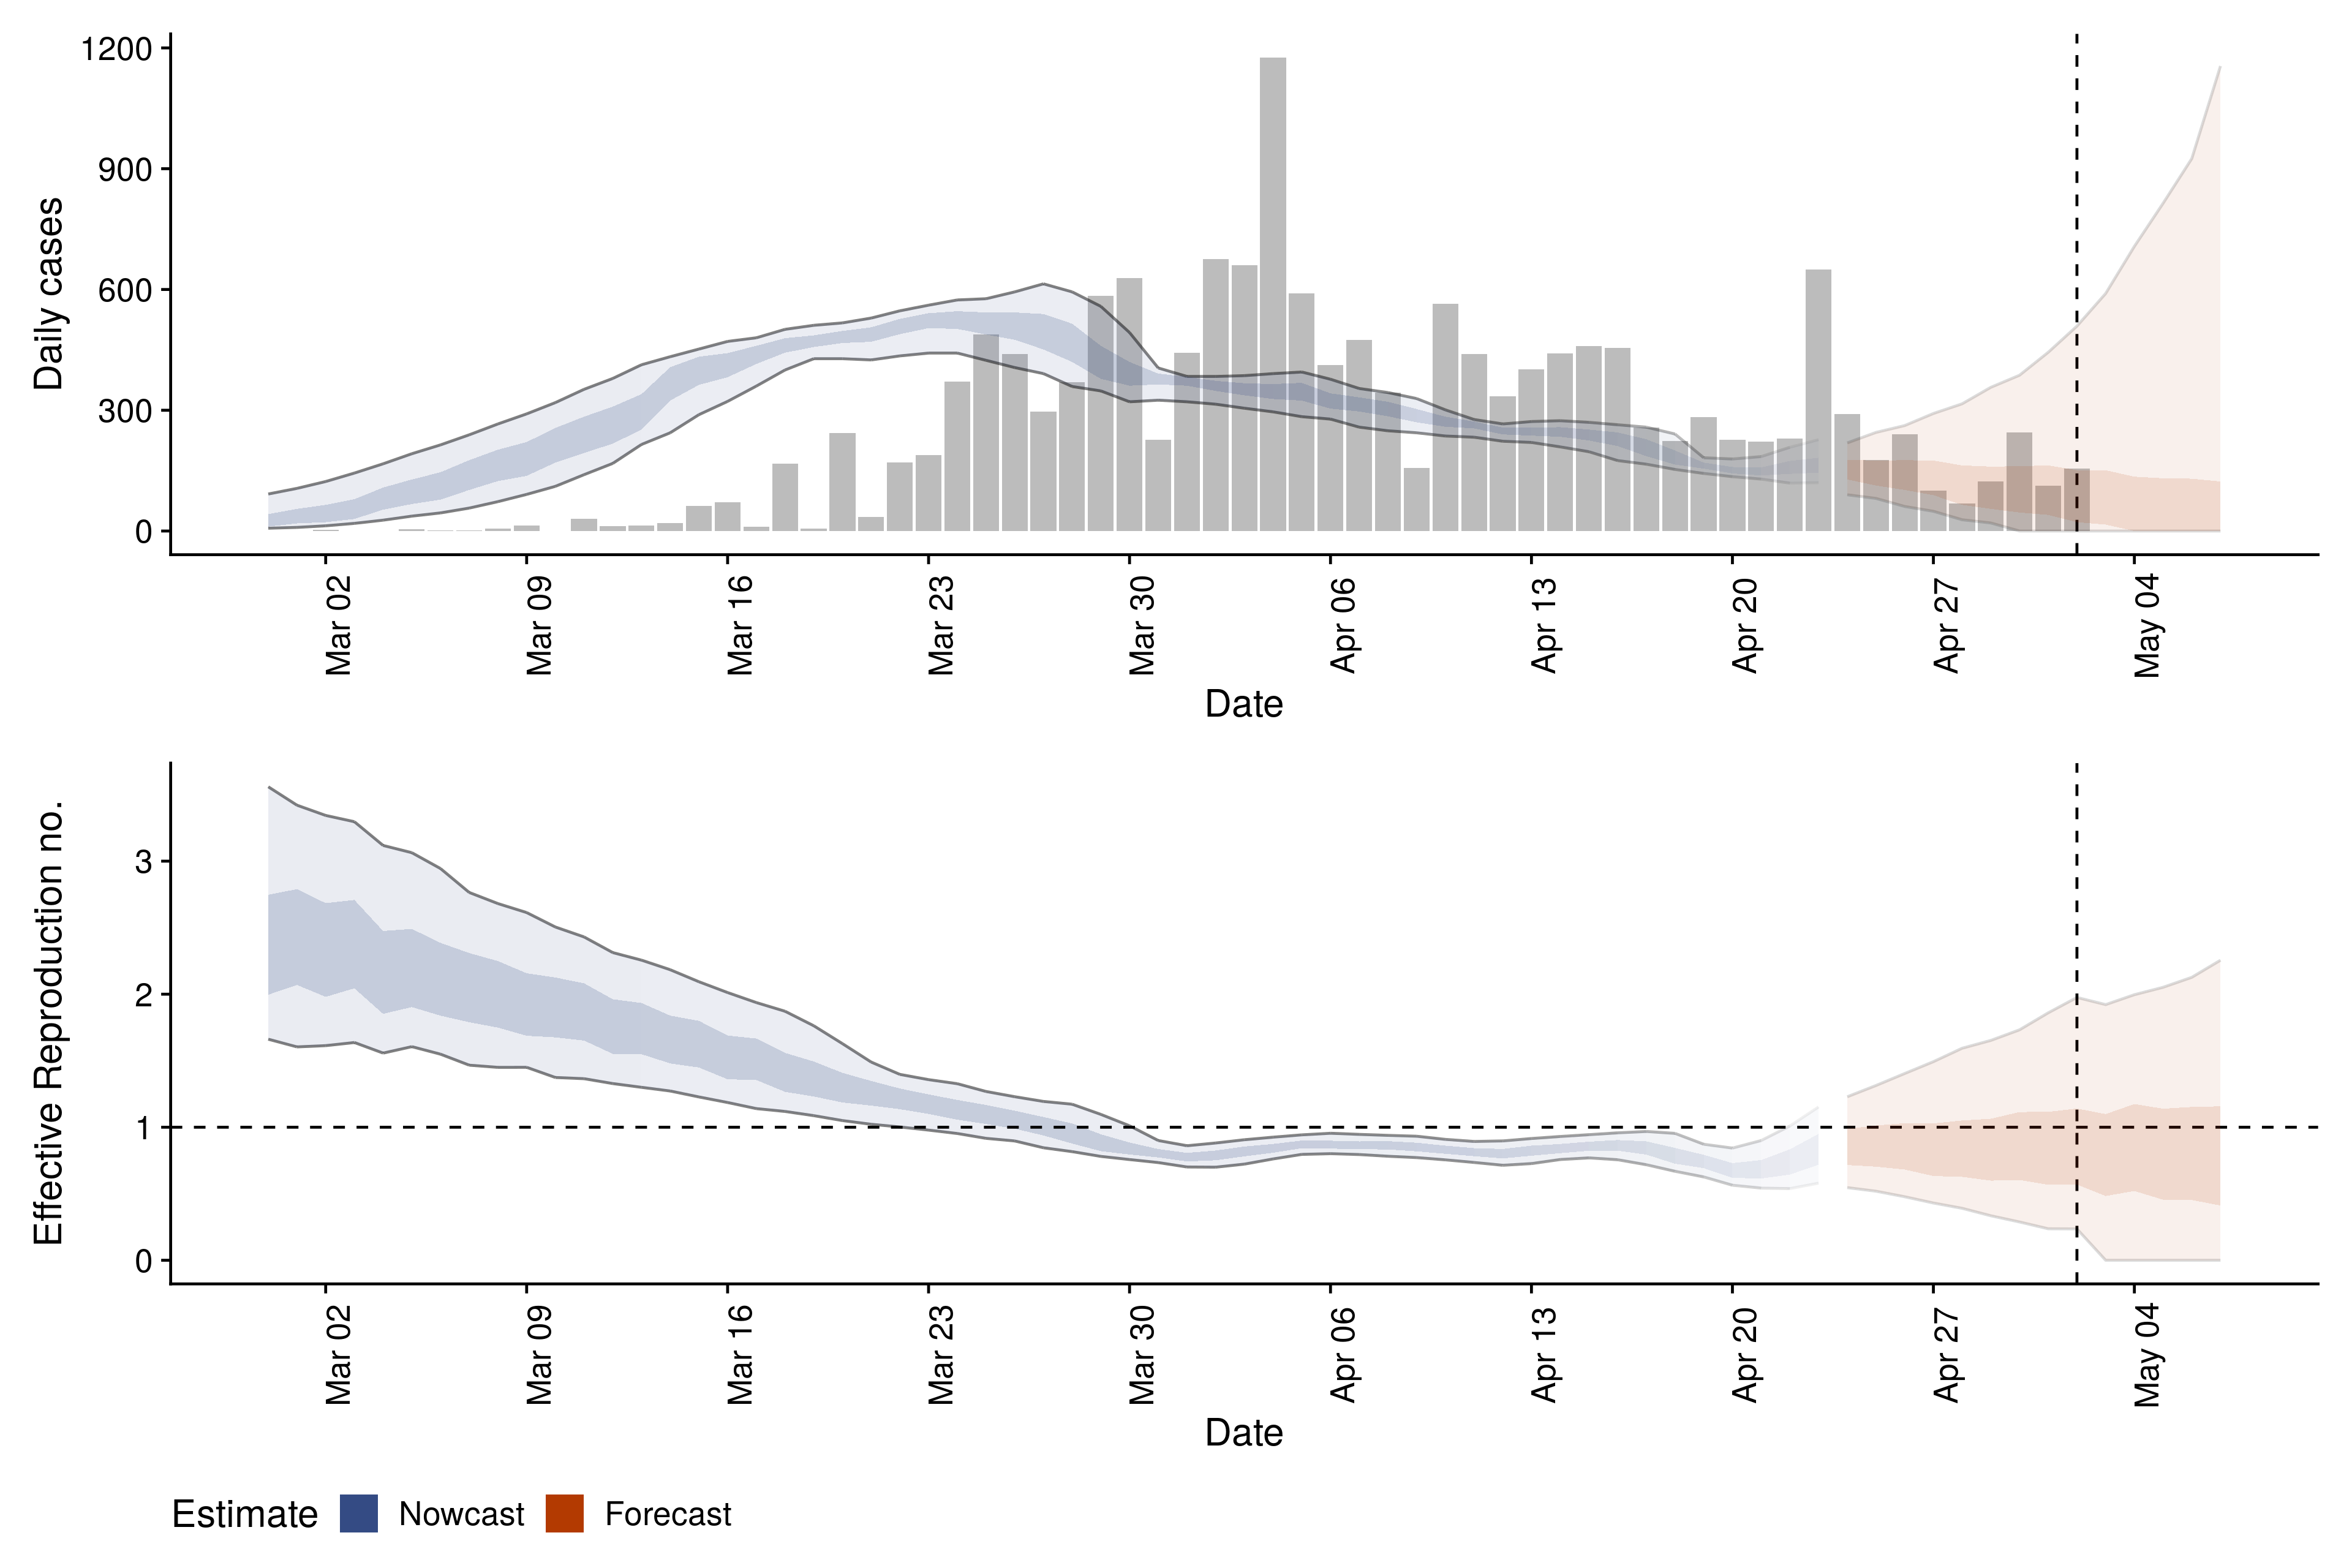 Daily cases
1200
900
600
300
0
Mar 02
Mar 09
Mar 16
Mar 23
Mar 30
Apr 06
Apr 13
Apr 20
Apr 27
May 04
Date
Effective Reproduction no.
3
2
1
0
Mar 02
Mar 09
Mar 16
Mar 23
Mar 30
Apr 06
Apr 13
Apr 20
Apr 27
May 04
Date
Estimate Nowcast Forecast